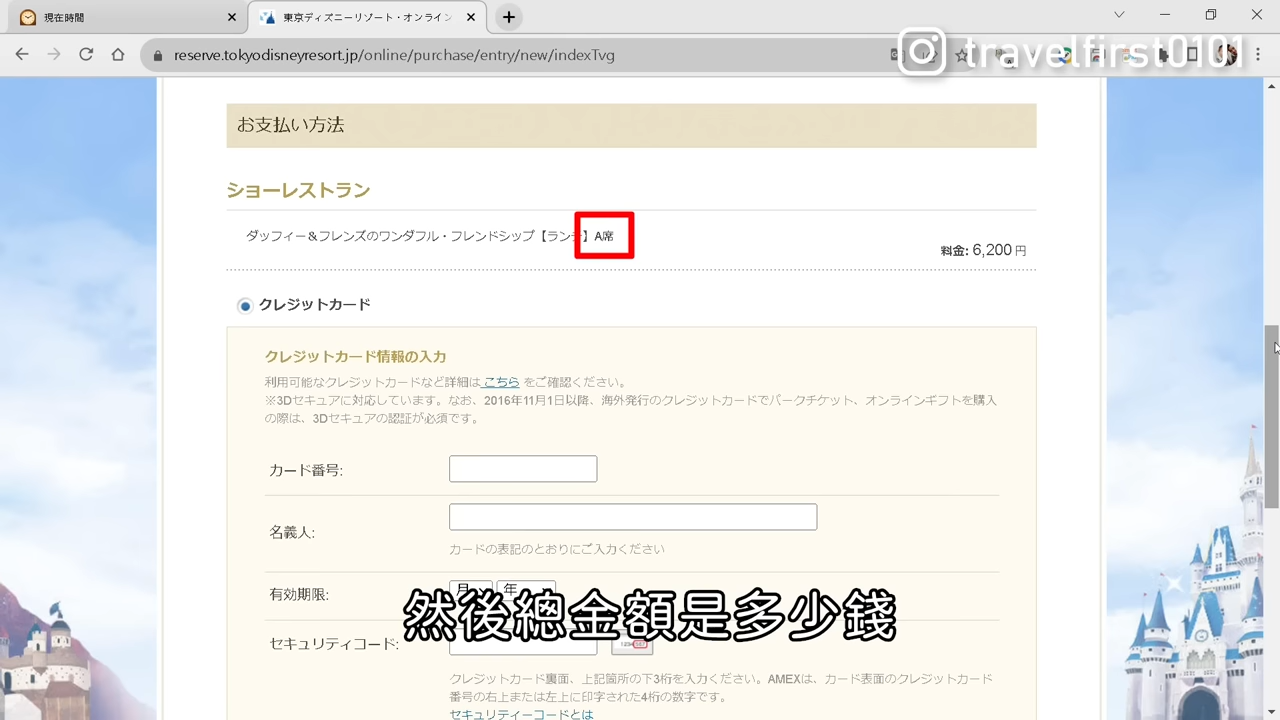 現在時間
東京ディズニーリゾート・オンライン
reserve.tokyodisneyresort.jp/online/purchase/entry/new/indexTvg
travelfirst0101
お支払い方法
ショーレストラン
ダッフィー＆フレンズのワンダフル・フレンドシップ【ランチ】A席
料金: 6,200 円
クレジットカード
クレジットカード情報の入力
利用可能なクレジットカードなど詳細は こちら をご確認ください。
※3Dセキュアに対応しています。なお、2016年11月1日以降、海外発行のクレジットカードでパークチケット、オンラインギフトを購入
の際は、3Dセキュアの認証が必須です。
カード番号:
名義人:
カードの表記のとおりにご入力ください
有効期限:
月 年
然後總金額是多少錢
セキュリティコード:
クレジットカード裏面、上記箇所の下3桁を入力ください。AMEXは、カード表面のクレジットカード
番号の右上または左上に印字された4桁の数字です。
セキュリティーコードとは